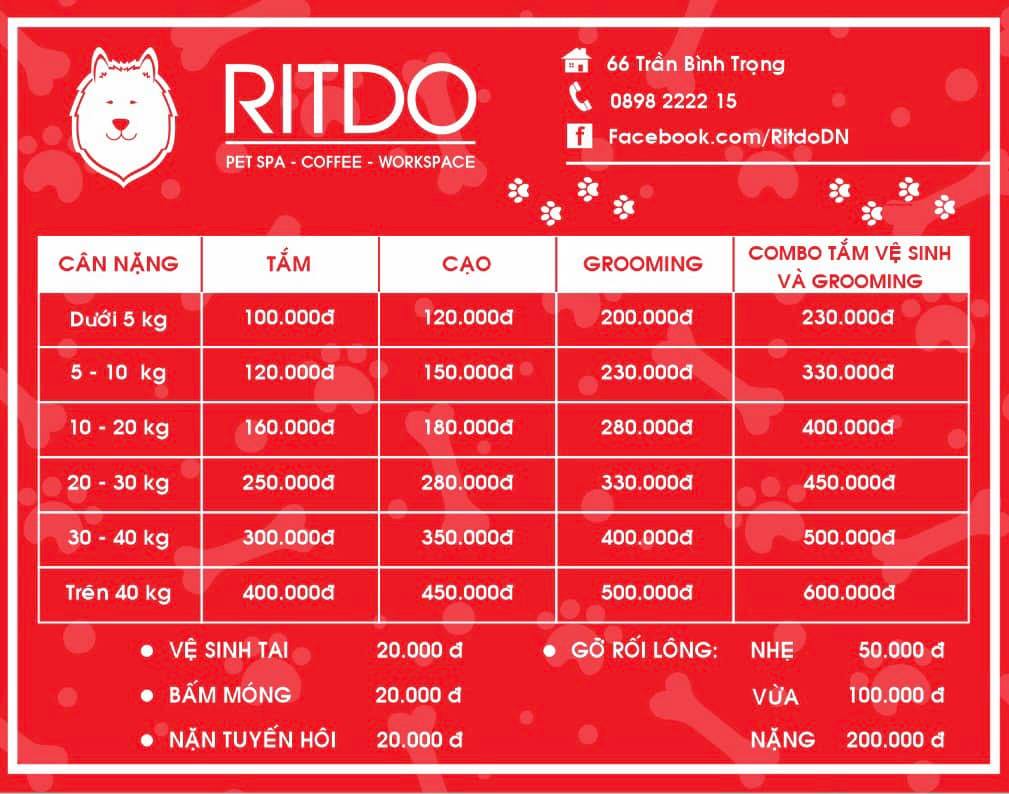 RITDO
PET SPA - COFFEE - WORKSPACE
66 Trần Bình Trọng
0898 2222 15
Facebook.com/RitdoDN
CÂN NẶNG TẮM CẠO GROOMING COMBO TẮM VỆ SINH VÀ GROOMING
Dưới 5 kg 100.000đ 120.000đ 200.000đ 230.000đ
5 - 10 kg 120.000đ 150.000đ 230.000đ 330.000đ
10 - 20 kg 160.000đ 180.000đ 280.000đ 400.000đ
20 - 30 kg 250.000đ 280.000đ 330.000đ 450.000đ
30 - 40 kg 300.000đ 350.000đ 400.000đ 500.000đ
Trên 40 kg 400.000đ 450.000đ 500.000đ 600.000đ
• VỆ SINH TAI 20.000 đ • GỞ RỐI LÔNG: NHẸ 50.000 đ
• BẤM MÓNG 20.000 đ VỪA 100.000 đ
• NẶN TUYẾN HÔI 20.000 đ NẶNG 200.000 đ